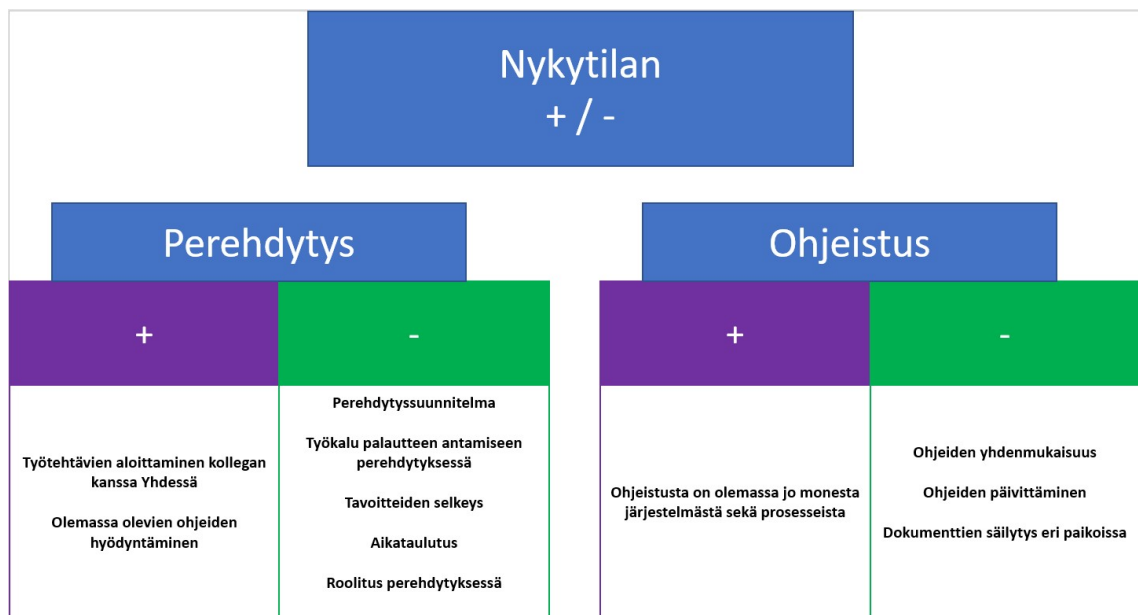 Nykytilan
+ / -
Perehdytys
+
-
Työtehtävien aloittaminen kollegan
kanssa Yhdessä
Olemassa olevien ohjeiden
hyödyntäminen
Perehdytyssuunnitelma
Työkalu palautteen antamiseen
perehdytyksessä
Tavoitteiden selkeys
Aikataulutus
Roolitus perehdytyksessä
Ohjeistus
+
-
Ohjeistusta on olemassa jo monesta
järjestelmästä sekä prosesseista
Ohjeiden yhdenmukaisuus
Ohjeiden päivittäminen
Dokumenttien säilytys eri paikoissa